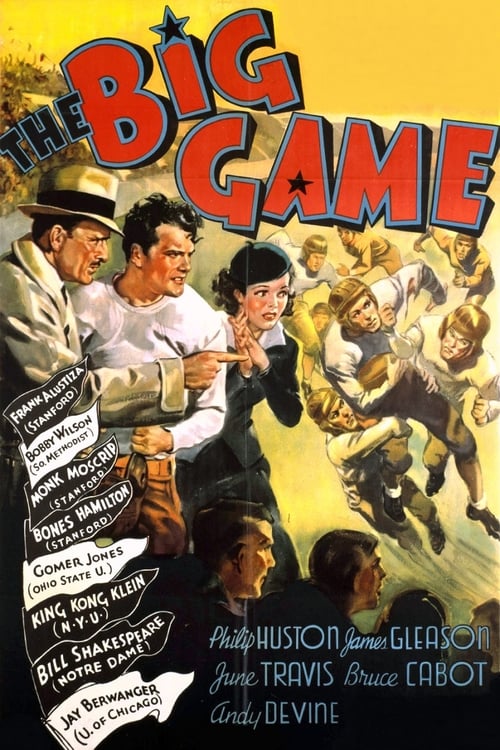 THE BIG
GAME
FRANK ALUSTIZA
(STANFORD)
BOBBY WILSON
(SO. METHODIST)
MONK MOSCRIP
(STANFORD)
BONES HAMILTON
(STANFORD)
GOMER JONES
(OHIO STATE U.)
KING KONG KLEIN
(N.Y.U.)
BILL SHAKESPEARE
(NOTRE DAME)
JAY BERWANGER
(U. OF CHICAGO)
Philip HUSTON James GLEASON
June TRAVIS Bruce CABOT
Andy DEVINE